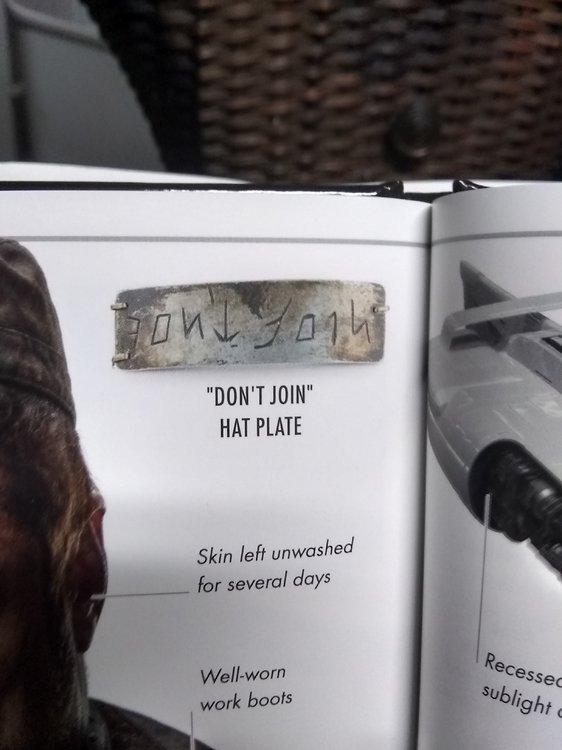 "DON'T JOIN"
HAT PLATE
Skin left unwashed
for several days
Well-worn
work boots
Recessed
sublight